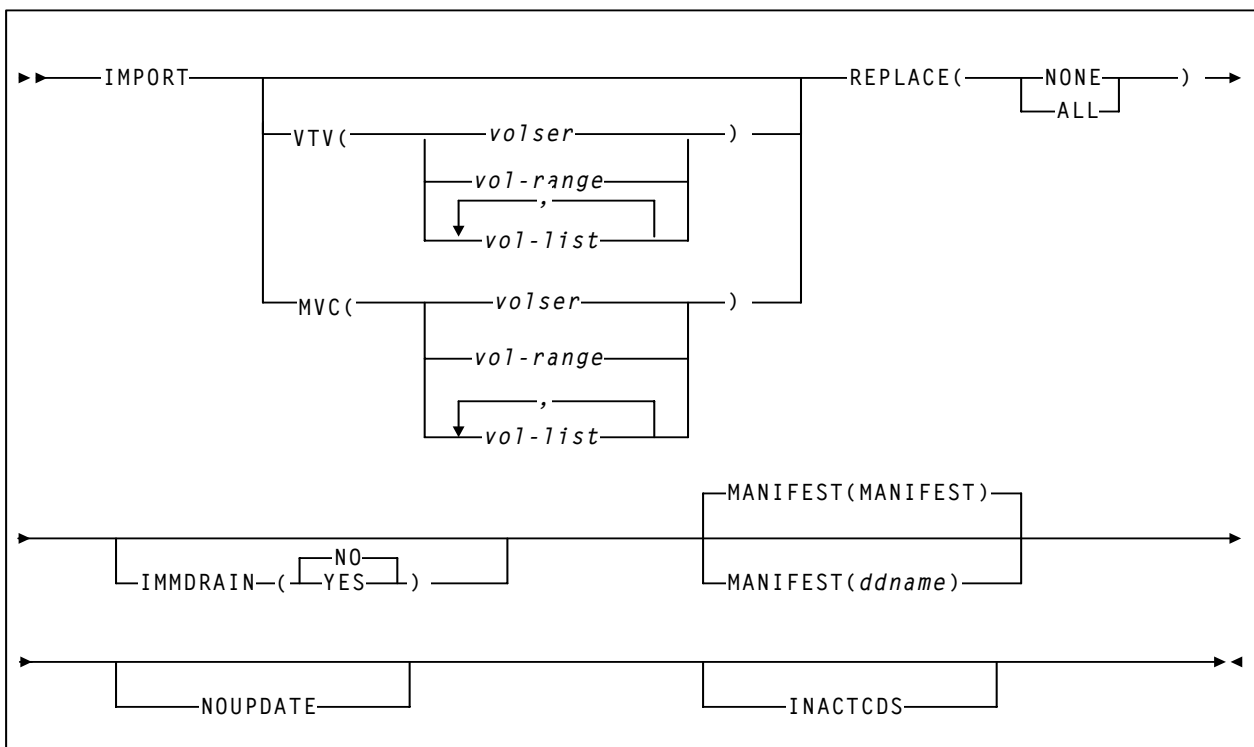 IMPORT REPLACE( NONE )
ALL
VTV( volser )
vol-range
,
vol-list
MVC( volser )
vol-range
,
vol-list
MANIFEST(MANIFEST)
NO
IMMDRAIN ( YES ) MANIFEST(ddname)
NOUPDATE INACTCDS